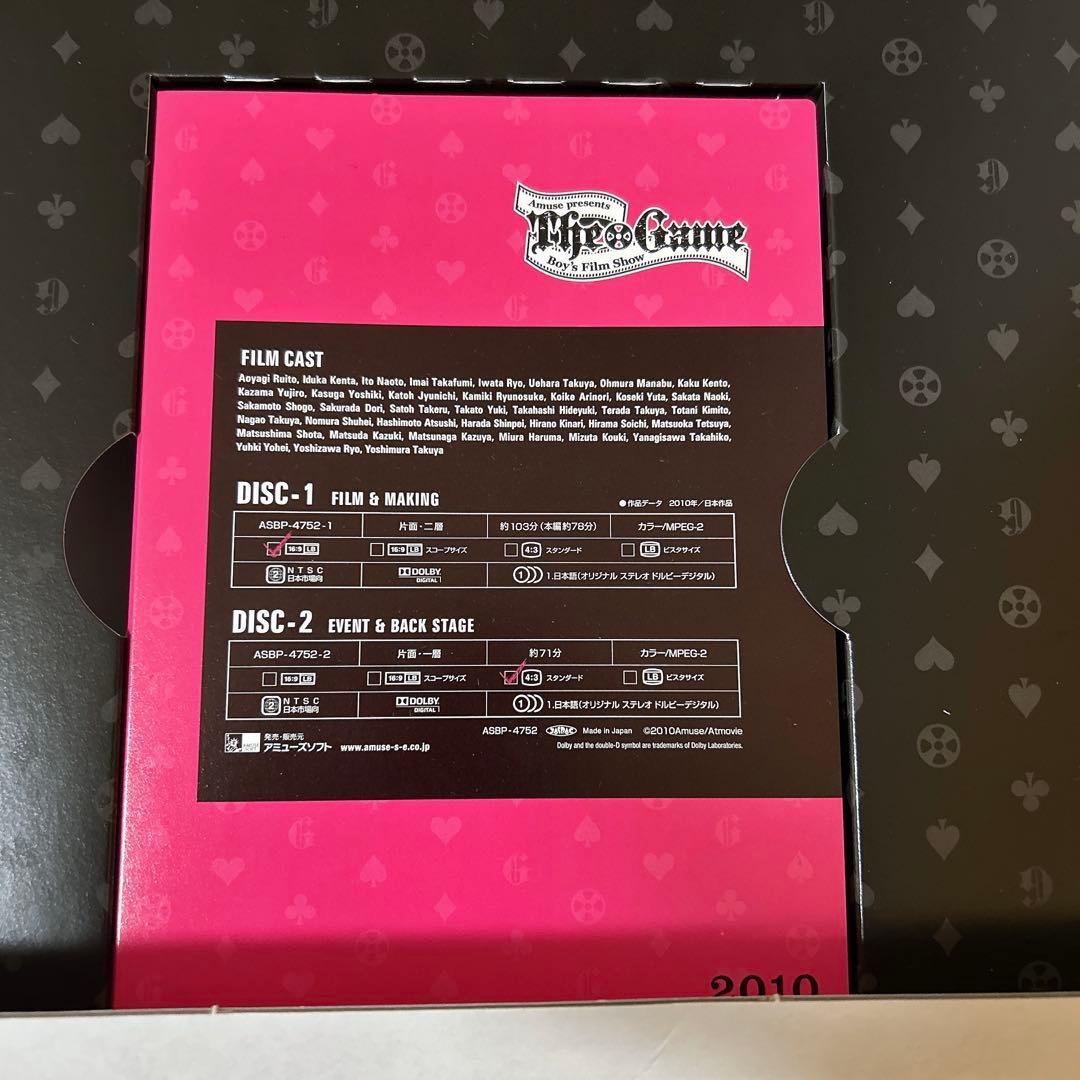 Amuse presents
The Game
Boy's Film Show
FILM CAST
Aoyagi Ruito, Iduka Kenta, Ito Naoto, Imai Takafumi, Iwata Ryo, Uehara Takuya, Ohmura Manabu, Kaku Kento,
Kazama Yujiro, Kasuga Yoshiki, Katoh Jyunichi, Kamiki Ryunosuke, Koike Arinori, Koseki Yuta, Sakata Naoki,
Sakamoto Shogo, Sakurada Dori, Satoh Takeru, Takato Yuki, Takahashi Hideyuki, Terada Takuya, Totani Kimito,
Nagao Takuya, Nomura Shuhei, Hashimoto Atsushi, Harada Shinpei, Hirano Kinari, Hirama Soichi, Matsuoka Tetsuya,
Matsushima Shota, Matsuda Kazuki, Matsunaga Kazuya, Miura Haruma, Mizuta Kouki, Yanagisawa Takahiko,
Yuhki Yohei, Yoshizawa Ryo, Yoshimura Takuya
DISC-1 FILM & MAKING ●作品データ 2010年/日本作品
ASBP-4752-1 片面・二層 約103分(本編約78分) カラー/MPEG-2
16:9 LB 16:9 LB スコープサイズ 4:3 スタンダード LB ビスタサイズ
2 NTSC 日本市場向 DOLBY DIGITAL 1 1.日本語(オリジナル ステレオ ドルビーデジタル)
DISC-2 EVENT & BACK STAGE
ASBP-4752-2 片面・一層 約71分 カラー/MPEG-2
16:9 LB 16:9 LB スコープサイズ 4:3 スタンダード LB ビスタサイズ
2 NTSC 日本市場向 DOLBY DIGITAL 1 1.日本語(オリジナル ステレオ ドルビーデジタル)
ASBP-4752 Made in Japan ©2010Amuse/Atmovie
発売・販売元
アミューズソフト www.amuse-s-e.co.jp
Dolby and the double-D symbol are trademarks of Dolby Laboratories.
2010